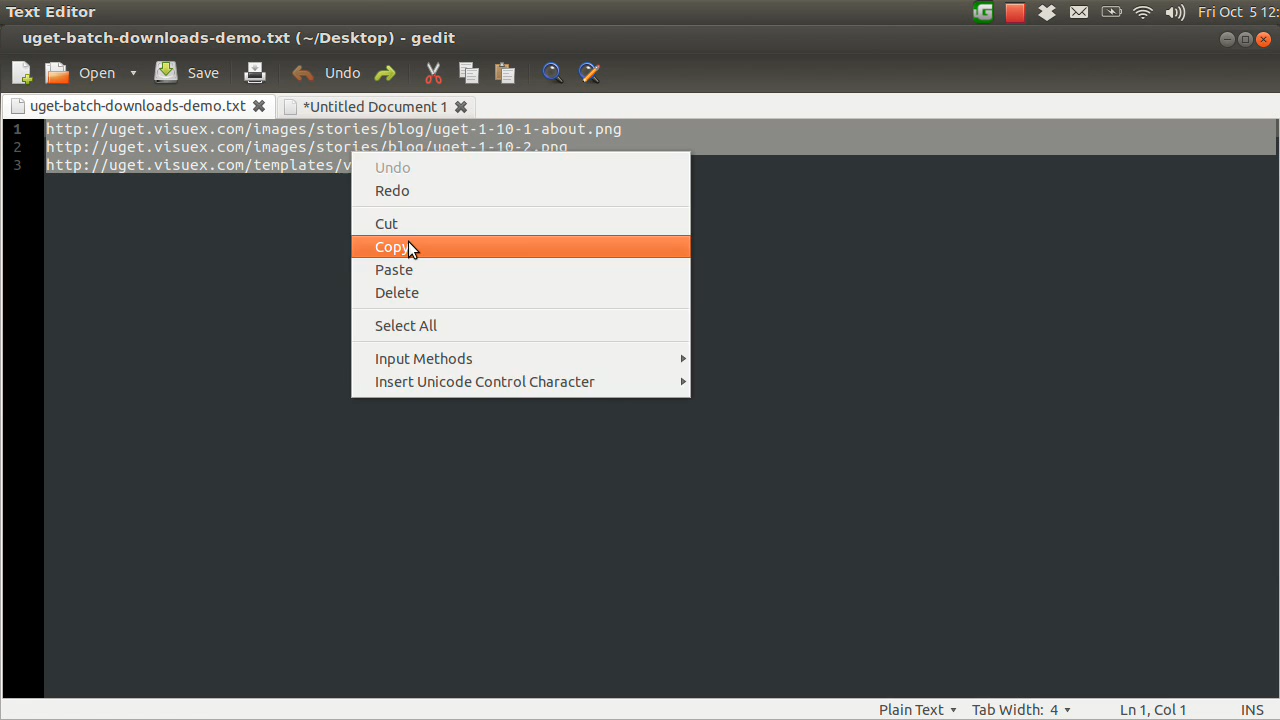 Text Editor
Fri Oct 5 12:
uget-batch-downloads-demo.txt (~/Desktop) - gedit
Open Save Undo
uget-batch-downloads-demo.txt *Untitled Document 1
1 http://uget.visuex.com/images/stories/blog/uget-1-10-1-about.png
2 http://uget.visuex.com/images/stories/blog/uget-1-10-2.png
3 http://uget.visuex.com/templates/v
Undo
Redo
Cut
Copy
Paste
Delete
Select All
Input Methods
Insert Unicode Control Character
Plain Text Tab Width: 4 Ln 1, Col 1 INS